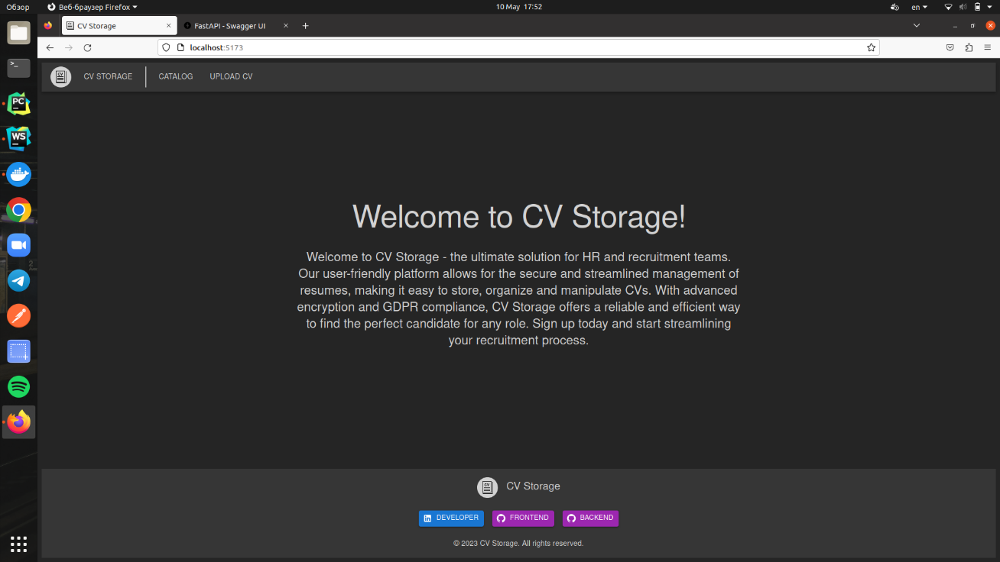 Обзор
Веб-браузер Firefox
10 May 17:52
en
CV Storage
FastAPI - Swagger UI
localhost:5173
CV
CV STORAGE
CATALOG
UPLOAD CV
Welcome to CV Storage!
Welcome to CV Storage - the ultimate solution for HR and recruitment teams.
Our user-friendly platform allows for the secure and streamlined management of
resumes, making it easy to store, organize and manipulate CVs. With advanced
encryption and GDPR compliance, CV Storage offers a reliable and efficient way
to find the perfect candidate for any role. Sign up today and start streamlining
your recruitment process.
CV
CV Storage
DEVELOPER
FRONTEND
BACKEND
© 2023 CV Storage. All rights reserved.
>_
PC
WS